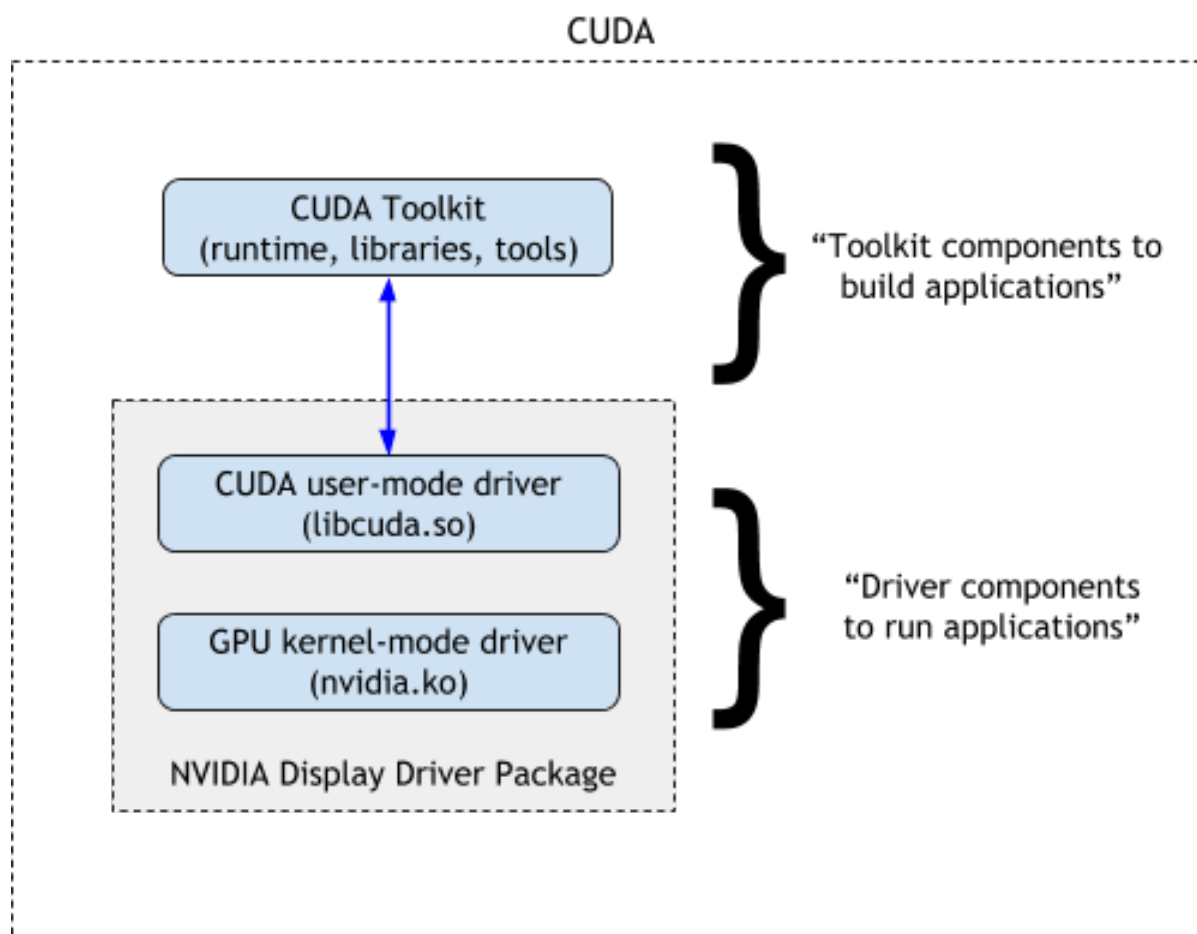 CUDA
CUDA Toolkit
(runtime, libraries, tools)
“Toolkit components to
build applications”
CUDA user-mode driver
(libcuda.so)
GPU kernel-mode driver
(nvidia.ko)
NVIDIA Display Driver Package
“Driver components
to run applications”